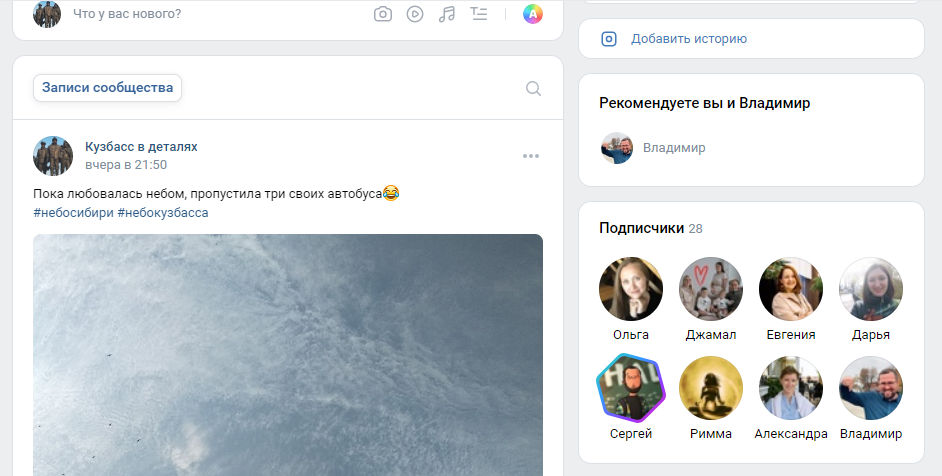 Что у вас нового?
A
Записи сообщества
Кузбасс в деталях
вчера в 21:50
Пока любовалась небом, пропустила три своих автобуса😂
#небосибири #небокузбасса
Добавить историю
Рекомендуете вы и Владимир
Владимир
Подписчики 28
Ольга Джамал Евгения Дарья
Сергей Римма Александра Владимир